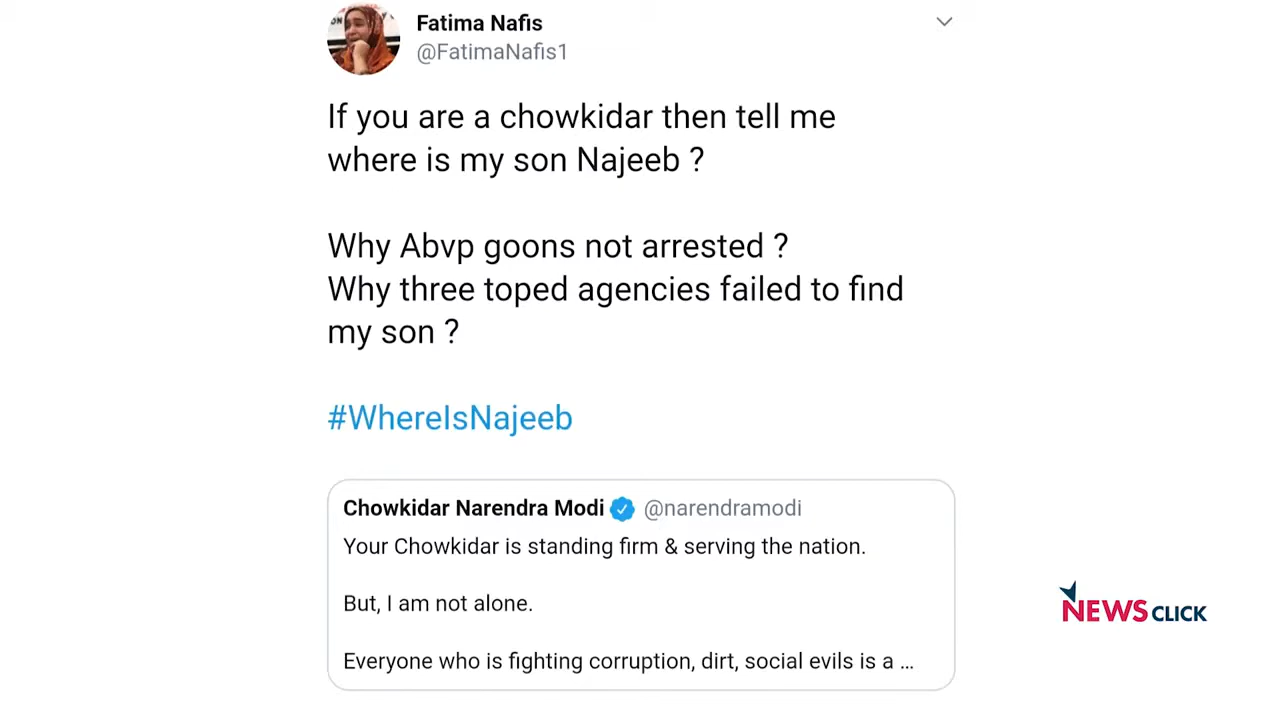 Fatima Nafis
@FatimaNafis1
If you are a chowkidar then tell me
where is my son Najeeb ?
Why Abvp goons not arrested ?
Why three toped agencies failed to find
my son ?
#WhereIsNajeeb
Chowkidar Narendra Modi @narendramodi
Your Chowkidar is standing firm & serving the nation.
But, I am not alone.
Everyone who is fighting corruption, dirt, social evils is a ...
NEWSCLICK